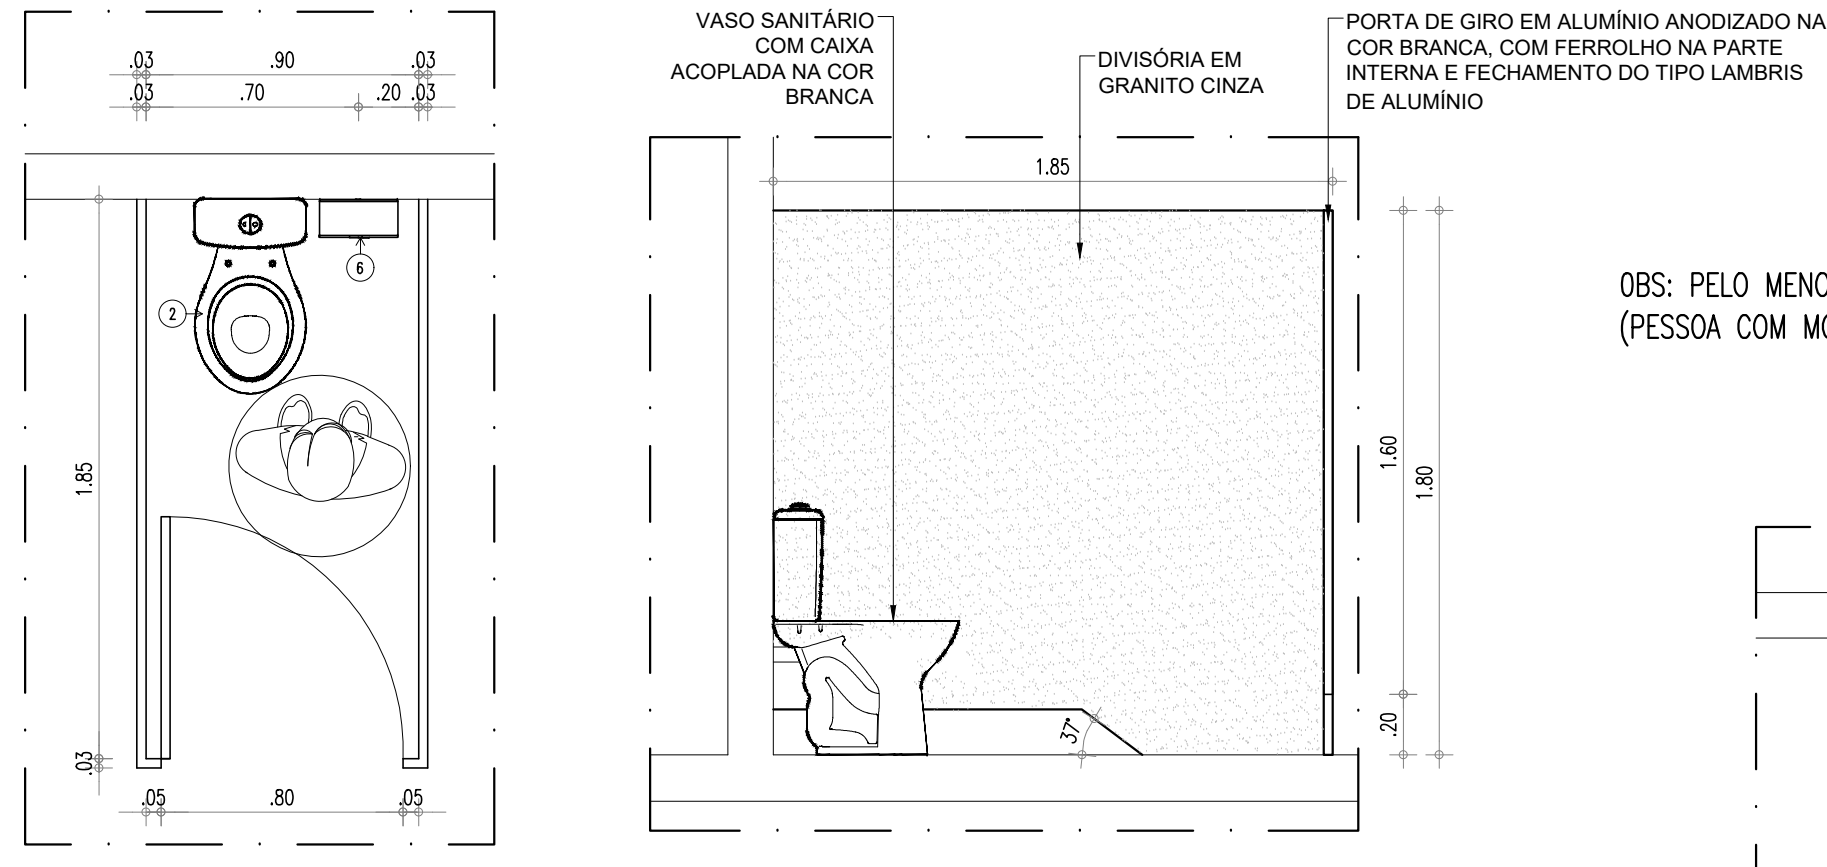 .03 .90 .03
.03 .70 .20 .03
6
2
1.85
.03
.05 .80 .05
VASO SANITÁRIO
COM CAIXA
ACOPLADA NA COR
BRANCA
DIVISÓRIA EM
GRANITO CINZA
PORTA DE GIRO EM ALUMÍNIO ANODIZADO NA
COR BRANCA, COM FERROLHO NA PARTE
INTERNA E FECHAMENTO DO TIPO LAMBRIS
DE ALUMÍNIO
1.85
1.60
1.80
.20
37°
OBS: PELO MENO
(PESSOA COM MO